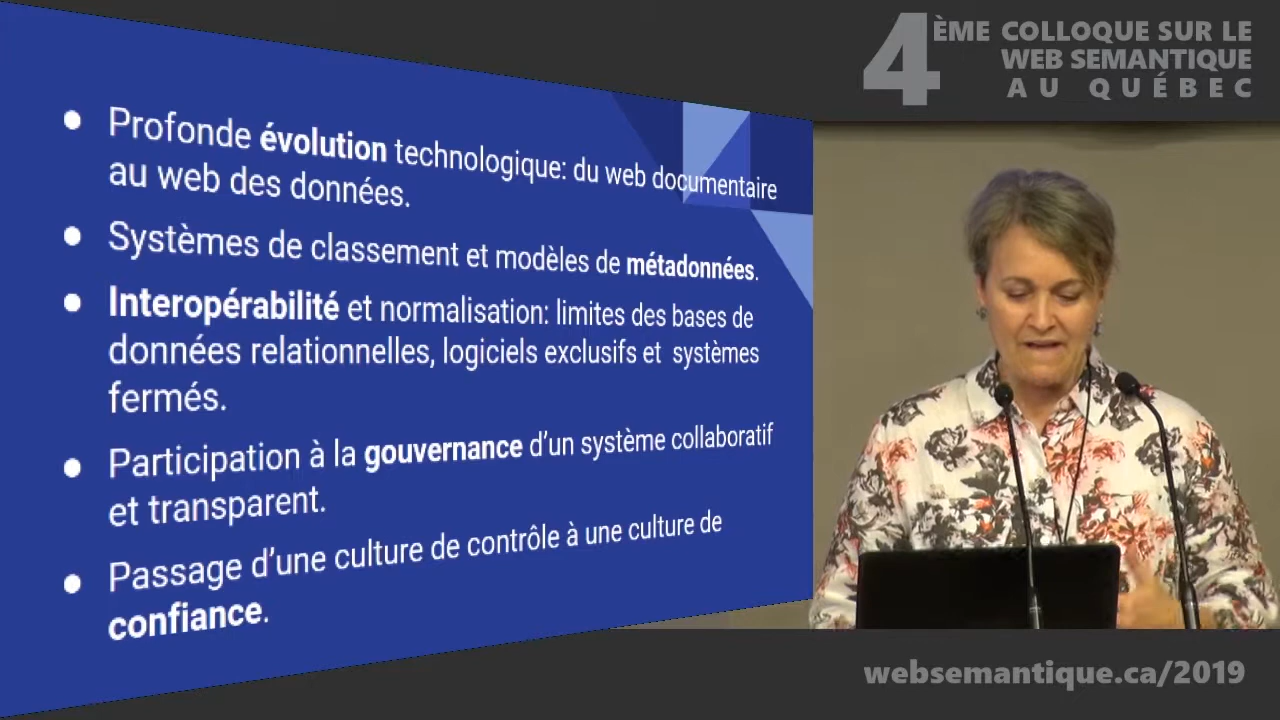 4ÈME COLLOQUE SUR LE
WEB SEMANTIQUE
AU QUÉBEC
• Profonde évolution technologique: du web documentaire
au web des données.
• Systèmes de classement et modèles de métadonnées.
• Interopérabilité et normalisation: limites des bases de
données relationnelles, logiciels exclusifs et systèmes
fermés.
• Participation à la gouvernance d'un système collaboratif
et transparent.
• Passage d'une culture de contrôle à une culture de
confiance.
websemantique.ca/2019